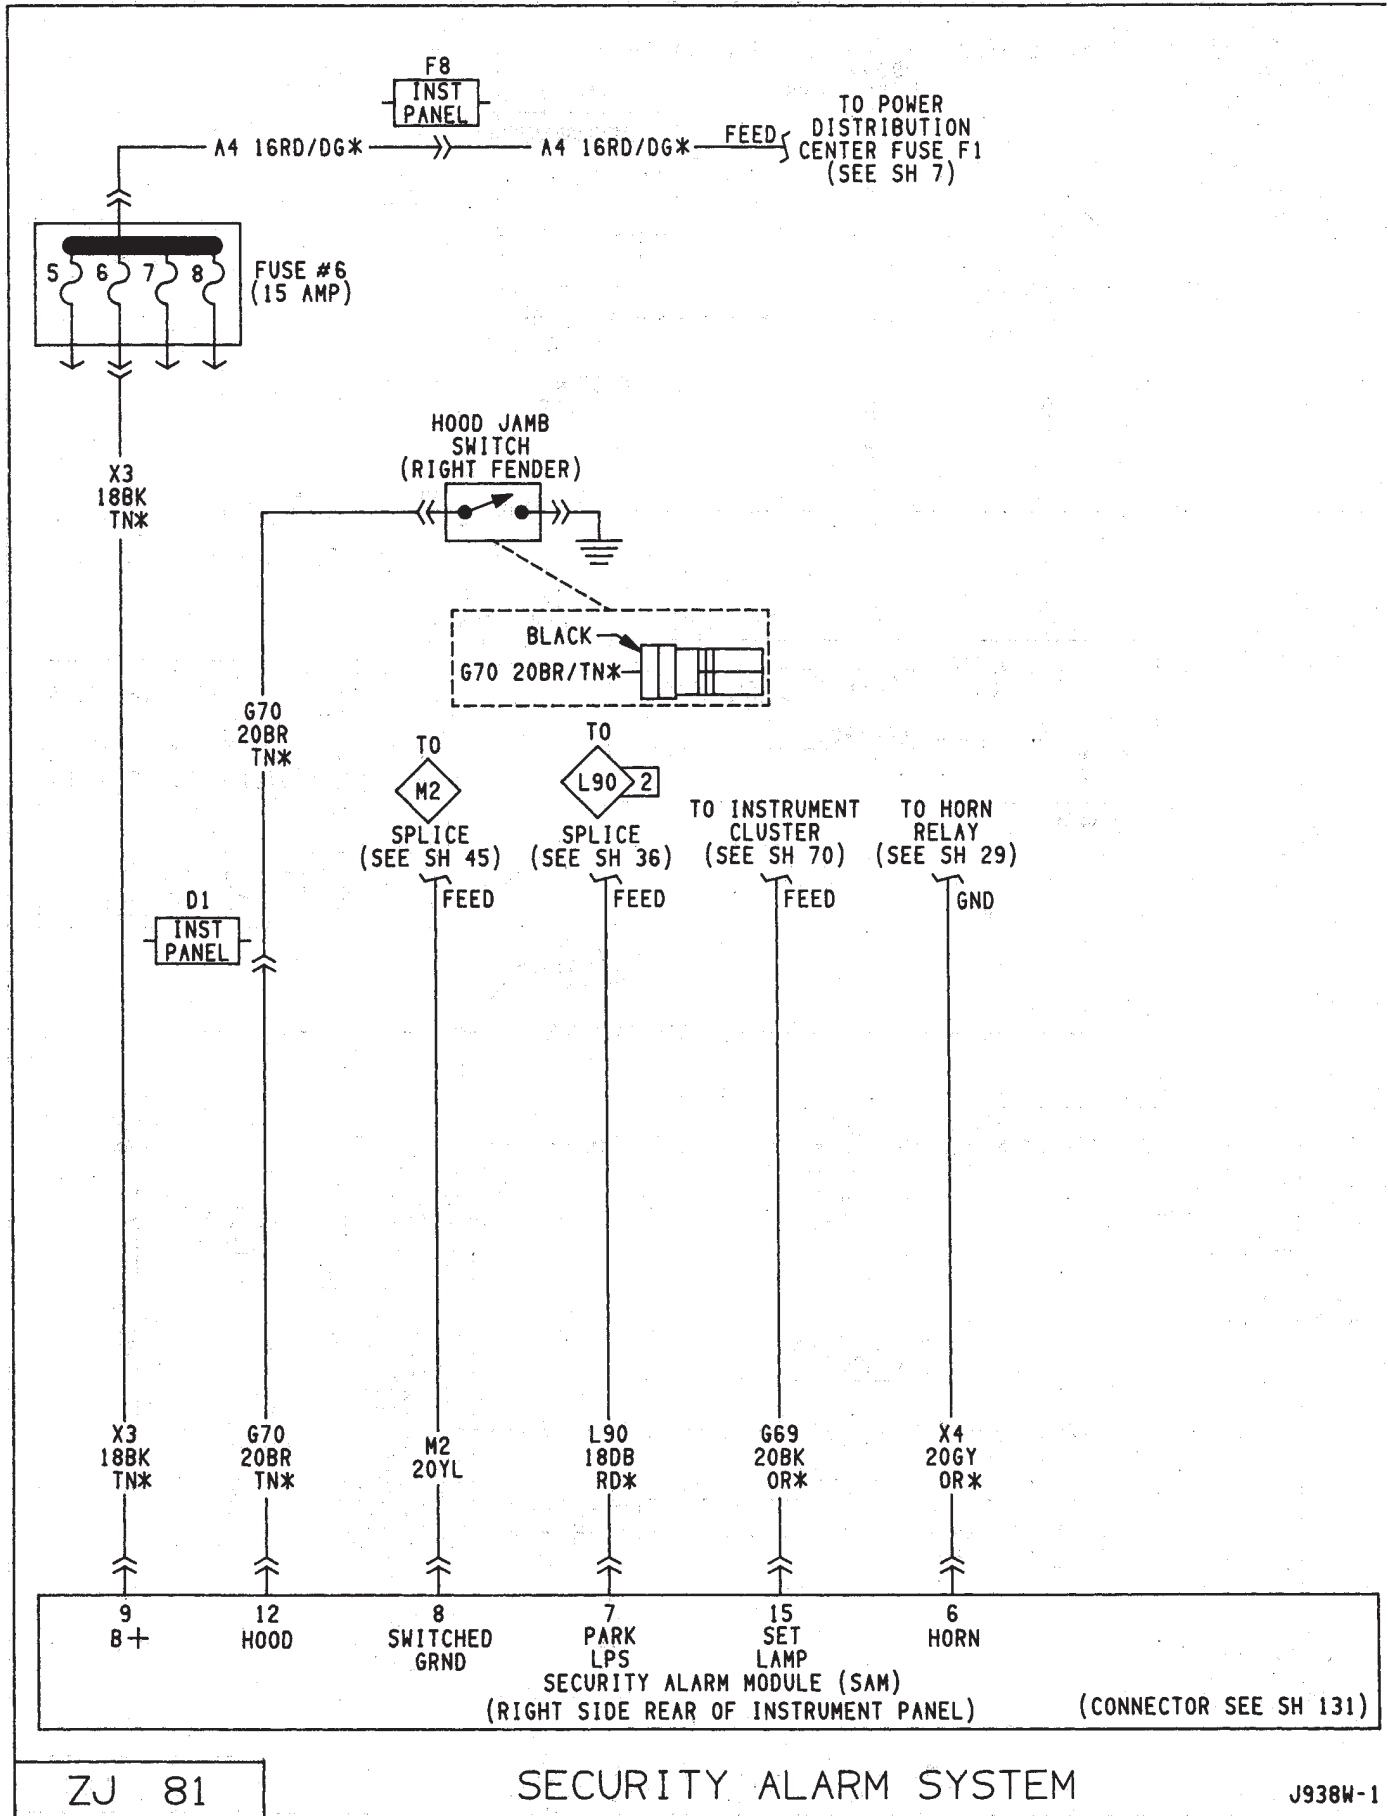 F8
INST
PANEL
A4 16RD/DG*
A4 16RD/DG*
FEED
TO POWER
DISTRIBUTION
CENTER FUSE F1
(SEE SH 7)
5 6 7 8
FUSE #6
(15 AMP)
X3
18BK
TN*
HOOD JAMB
SWITCH
(RIGHT FENDER)
BLACK
G70 20BR/TN*
G70
20BR
TN*
D1
INST
PANEL
TO
M2
SPLICE
(SEE SH 45)
FEED
TO
L90 2
SPLICE
(SEE SH 36)
FEED
TO INSTRUMENT
CLUSTER
(SEE SH 70)
FEED
TO HORN
RELAY
(SEE SH 29)
GND
X3
18BK
TN*
G70
20BR
TN*
M2
20YL
L90
18DB
RD*
G69
20BK
OR*
X4
20GY
OR*
9
B+
12
HOOD
8
SWITCHED
GRND
7
PARK
LPS
15
SET
LAMP
6
HORN
SECURITY ALARM MODULE (SAM)
(RIGHT SIDE REAR OF INSTRUMENT PANEL)
(CONNECTOR SEE SH 131)
ZJ 81
SECURITY ALARM SYSTEM
J938W-1